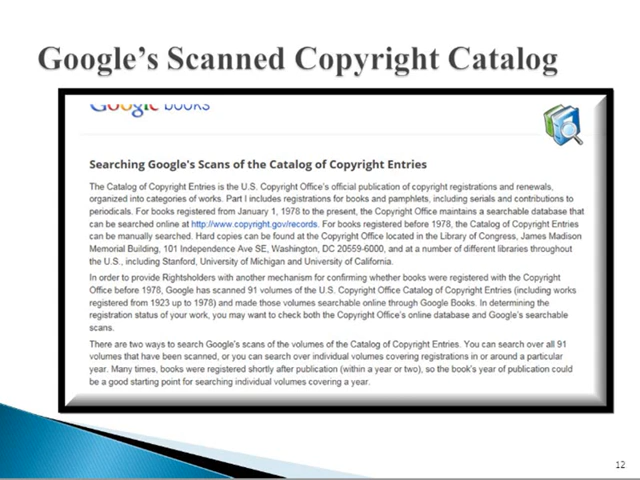 Google's Scanned Copyright Catalog
Google books
Searching Google's Scans of the Catalog of Copyright Entries
The Catalog of Copyright Entries is the U.S. Copyright Office's official publication of copyright registrations and renewals,
organized into categories of works. Part I includes registrations for books and pamphlets, including serials and contributions to
periodicals. For books registered from January 1, 1978 to the present, the Copyright Office maintains a searchable database that
can be searched online at http://www.copyright.gov/records. For books registered before 1978, the Catalog of Copyright Entries
can be manually searched. Hard copies can be found at the Copyright Office located in the Library of Congress, James Madison
Memorial Building, 101 Independence Ave SE, Washington, DC 20559-6000, and at a number of different libraries throughout
the U.S., including Stanford, University of Michigan and University of California.
In order to provide Rightsholders with another mechanism for confirming whether books were registered with the Copyright
Office before 1978, Google has scanned 91 volumes of the U.S. Copyright Office Catalog of Copyright Entries (including works
registered from 1923 up to 1978) and made those volumes searchable online through Google Books. In determining the
registration status of your work, you may want to check both the Copyright Office's online database and Google's searchable
scans.
There are two ways to search Google's scans of the volumes of the Catalog of Copyright Entries. You can search over all 91
volumes that have been scanned, or you can search over individual volumes covering registrations in or around a particular
year. Many times, books were registered shortly after publication (within a year or two), so the book's year of publication could
be a good starting point for searching individual volumes covering a year.
12